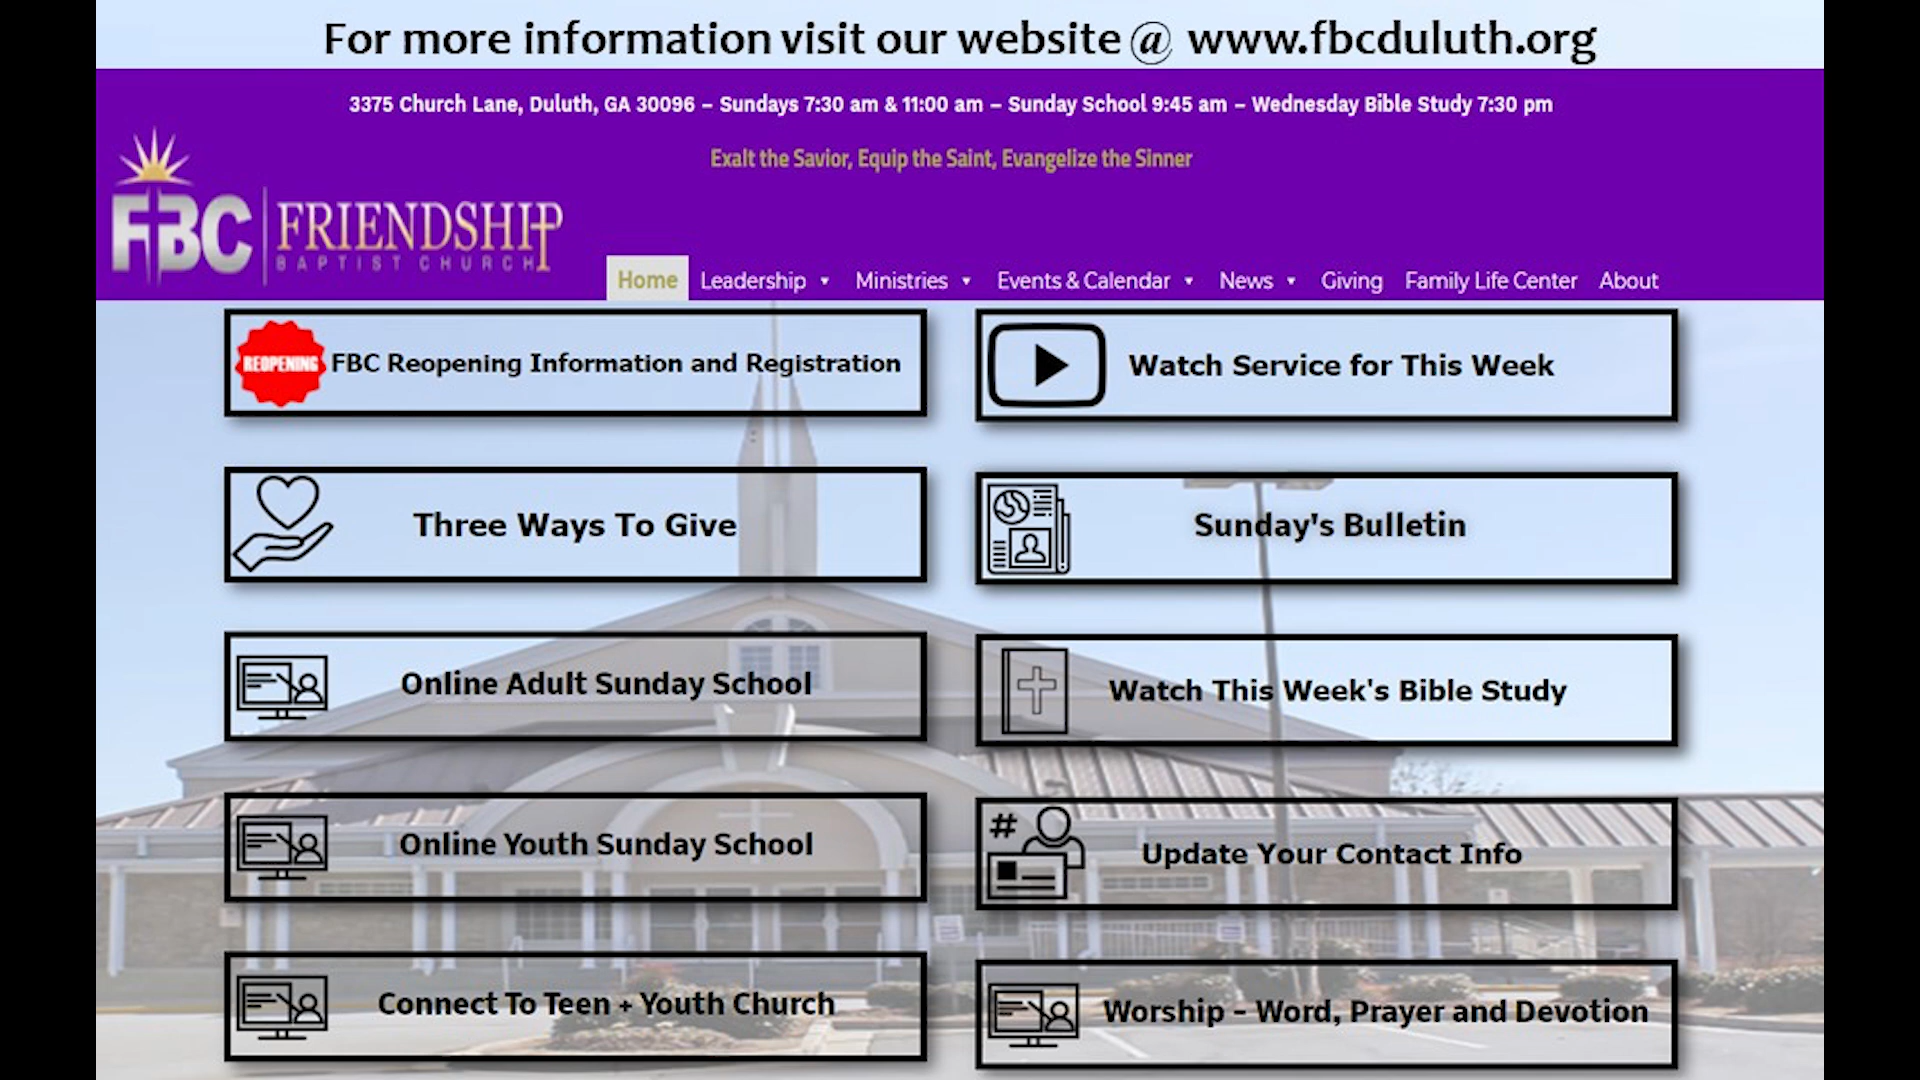 For more information visit our website @ www.fbcduluth.org
3375 Church Lane, Duluth, GA 30096 – Sundays 7:30 am & 11:00 am – Sunday School 9:45 am – Wednesday Bible Study 7:30 pm
Exalt the Savior, Equip the Saint, Evangelize the Sinner
FBC FRIENDSHIP
BAPTIST CHURCH
Home Leadership Ministries Events & Calendar News Giving Family Life Center About
REOPENING FBC Reopening Information and Registration
Watch Service for This Week
Three Ways To Give
Sunday's Bulletin
Online Adult Sunday School
Watch This Week's Bible Study
Online Youth Sunday School
# Update Your Contact Info
Connect To Teen + Youth Church
Worship - Word, Prayer and Devotion